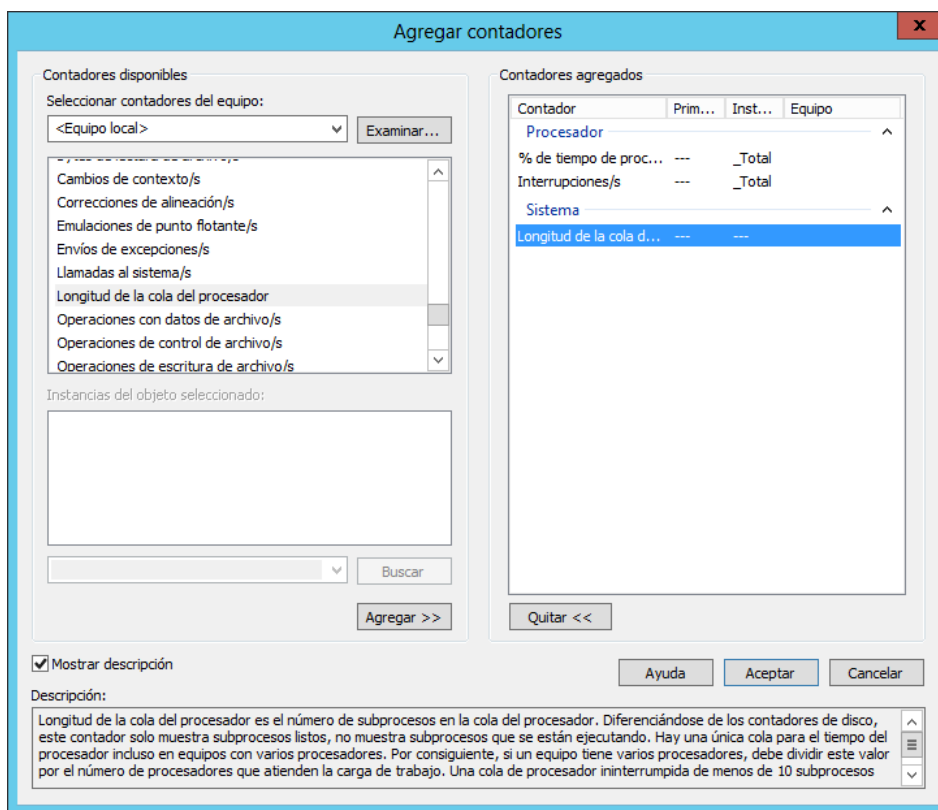 Agregar contadores
x
Contadores disponibles
Seleccionar contadores del equipo:
<Equipo local>
Examinar...
Cambios de contexto/s
Correcciones de alineación/s
Emulaciones de punto flotante/s
Envíos de excepciones/s
Llamadas al sistema/s
Longitud de la cola del procesador
Operaciones con datos de archivo/s
Operaciones de control de archivo/s
Operaciones de escritura de archivo/s
Instancias del objeto seleccionado:
Buscar
Agregar >>
Contadores agregados
Contador Prim... Inst... Equipo
Procesador
% de tiempo de proc... --- _Total
Interrupciones/s --- _Total
Sistema
Longitud de la cola d... --- ---
Quitar <<
Mostrar descripción
Ayuda Aceptar Cancelar
Descripción:
Longitud de la cola del procesador es el número de subprocesos en la cola del procesador. Diferenciándose de los contadores de disco,
este contador solo muestra subprocesos listos, no muestra subprocesos que se están ejecutando. Hay una única cola para el tiempo del
procesador incluso en equipos con varios procesadores. Por consiguiente, si un equipo tiene varios procesadores, debe dividir este valor
por el número de procesadores que atienden la carga de trabajo. Una cola de procesador ininterrumpida de menos de 10 subprocesos